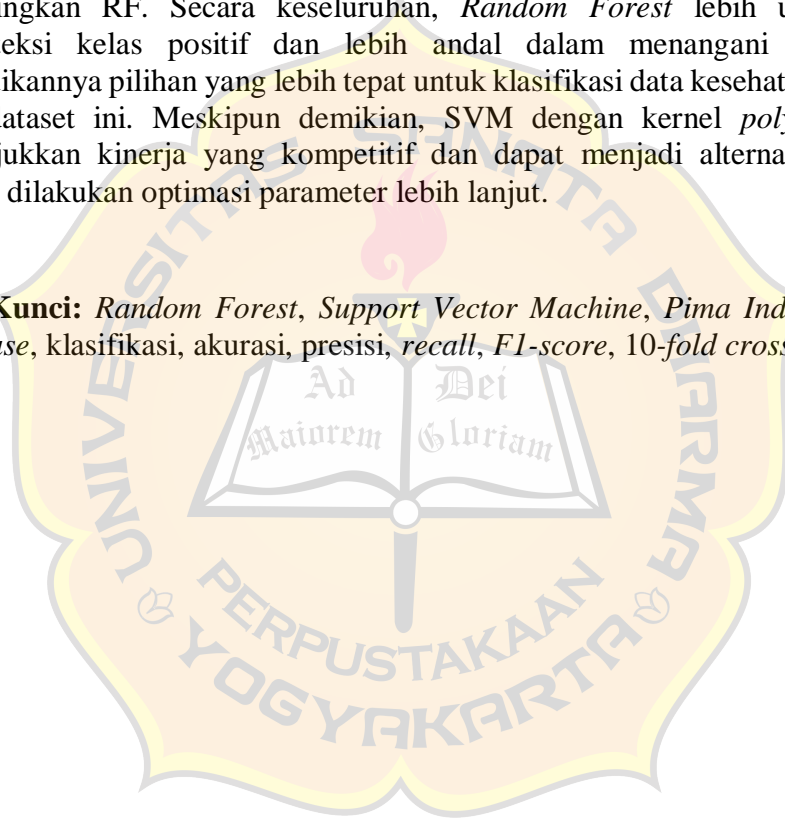 ingkan RF. Secara keseluruhan, Random Forest lebih u
eksi kelas positif dan lebih andal dalam menangani
ikannya pilihan yang lebih tepat untuk klasifikasi data kesehat
dataset ini. Meskipun demikian, SVM dengan kernel poly
jukkan kinerja yang kompetitif dan dapat menjadi alterna
dilakukan optimasi parameter lebih lanjut.
Kunci: Random Forest, Support Vector Machine, Pima Ind
ase, klasifikasi, akurasi, presisi, recall, F1-score, 10-fold cross
UNIVERSITAS SANATA DHARMA
Ad Dei
Maiorem Gloriam
PERPUSTAKAAN
YOGYAKARTA